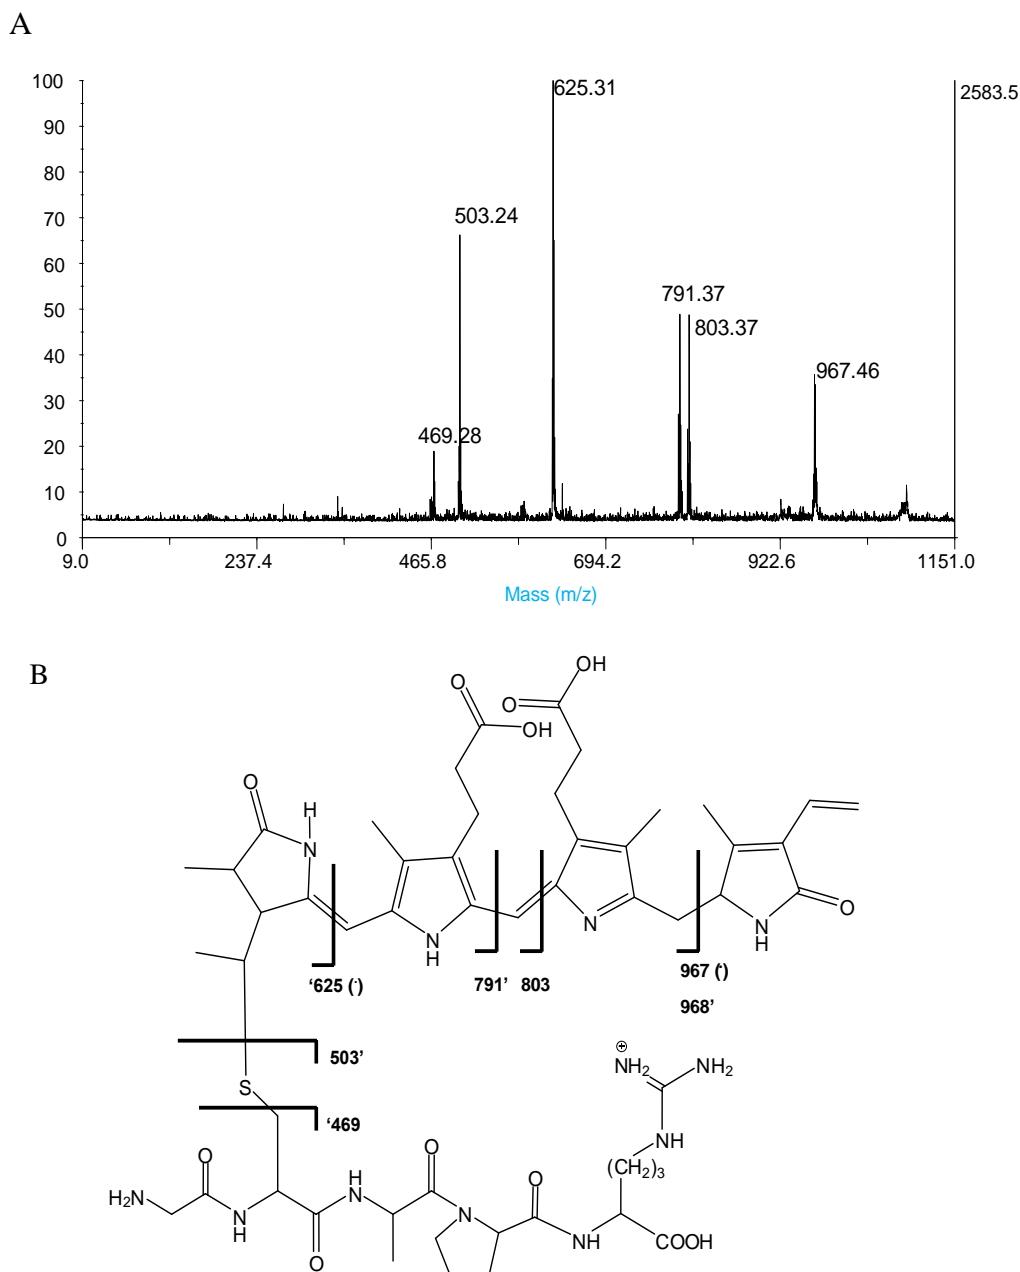 A
100
90
80
70
60
50
40
30
20
10
0
625.31
2583.5
503.24
791.37
803.37
967.46
469.28
9.0 237.4 465.8 694.2 922.6 1151.0
Mass (m/z)
B
OH
O
O
OH
O
H
N
N
H
N
N
H
O
‘625 (·)
791’
803
967 (·)
968’
503’
S
‘469
⊕
NH2
NH2
NH
(CH2)3
O
H2N
N
H
O
H
N
O
N
O
NH
COOH